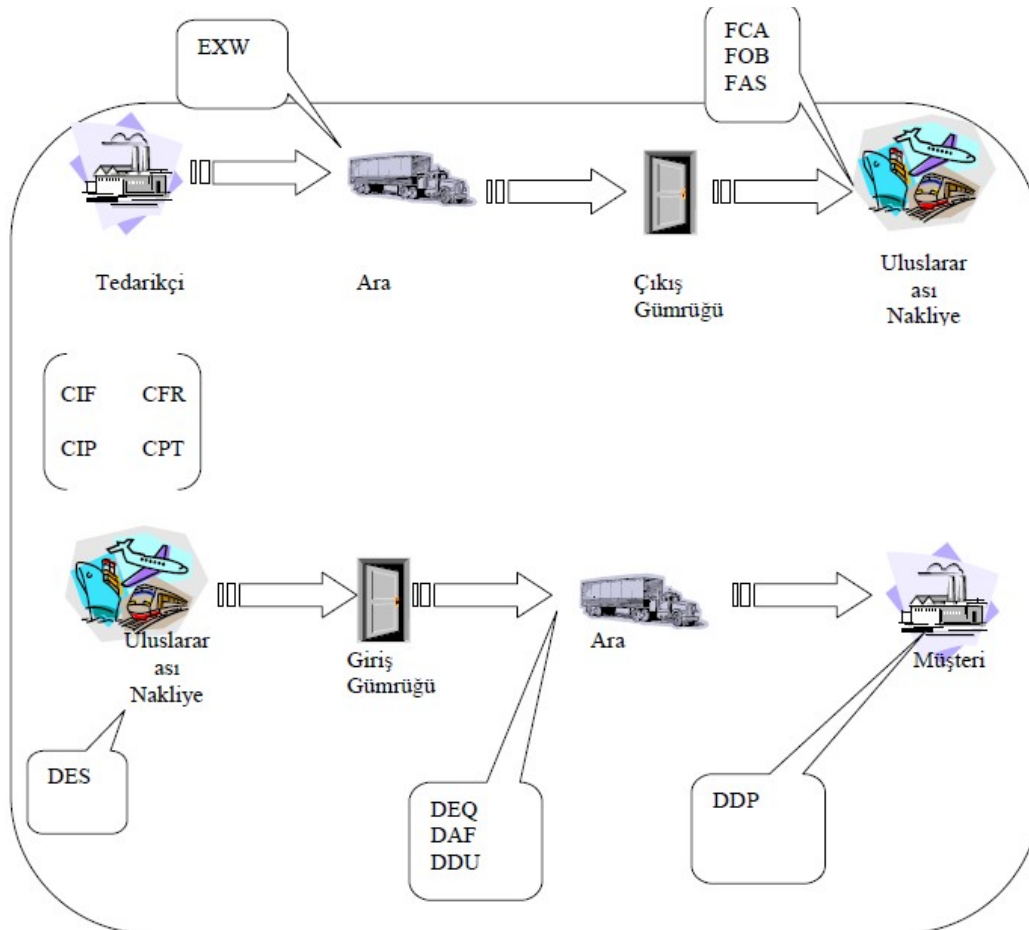 EXW
FCA
FOB
FAS
Tedarikçi
Ara
Çıkış
Gümrüğü
Uluslarar
ası
Nakliye
CIF CFR
CIP CPT
Uluslarar
ası
Nakliye
Giriş
Gümrüğü
Ara
Müşteri
DES
DEQ
DAF
DDU
DDP